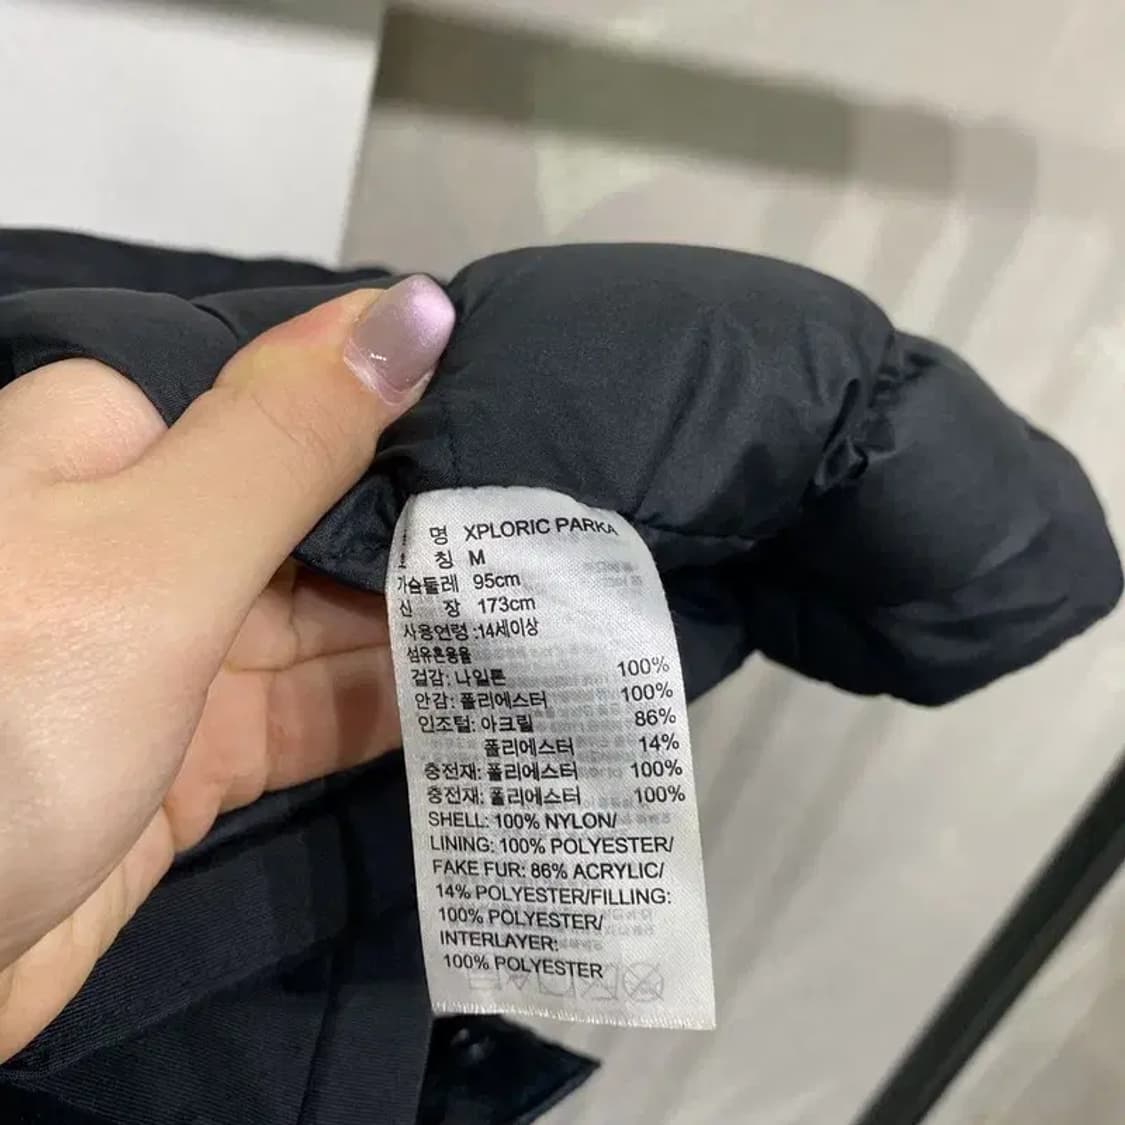 명 XPLORIC PARKA
칭 M
가슴둘레 95cm
신 장 173cm
사용연령 :14세이상
섬유혼용율
겉감: 나일론 100%
안감: 폴리에스터 100%
인조털: 아크릴 86%
폴리에스터 14%
충전재: 폴리에스터 100%
충전재: 폴리에스터 100%
SHELL: 100% NYLON/
LINING: 100% POLYESTER/
FAKE FUR: 86% ACRYLIC/
14% POLYESTER/FILLING:
100% POLYESTER/
INTERLAYER:
100% POLYESTER